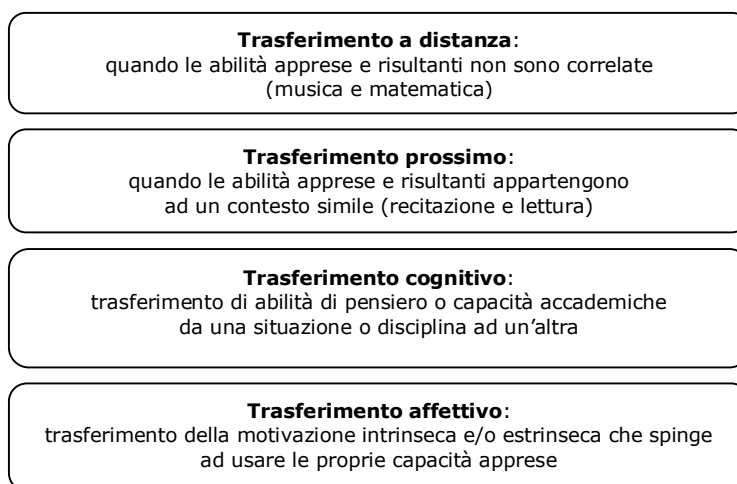 Trasferimento a distanza:
quando le abilità apprese e risultanti non sono correlate
(musica e matematica)
Trasferimento prossimo:
quando le abilità apprese e risultanti appartengono
ad un contesto simile (recitazione e lettura)
Trasferimento cognitivo:
trasferimento di abilità di pensiero o capacità accademiche
da una situazione o disciplina ad un’altra
Trasferimento affettivo:
trasferimento della motivazione intrinseca e/o estrinseca che spinge
ad usare le proprie capacità apprese